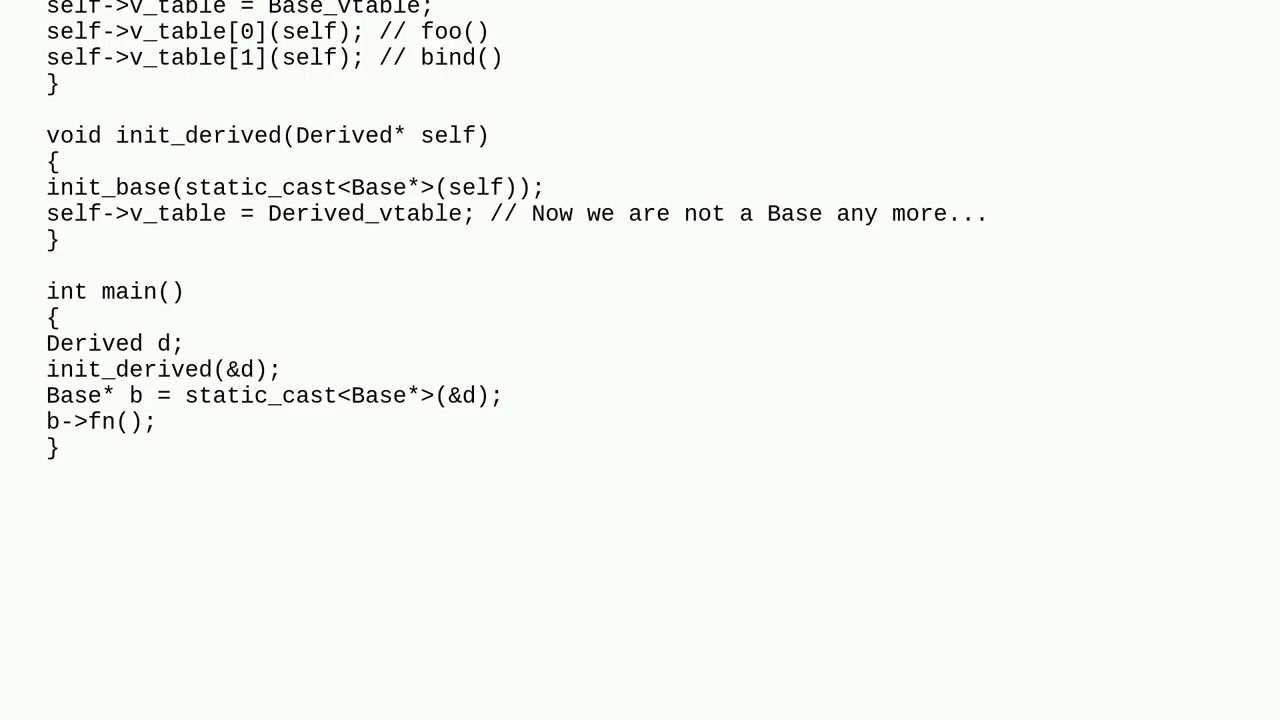 self->v_table = Base_vtable;
self->v_table[0](self); // foo()
self->v_table[1](self); // bind()
}
void init_derived(Derived* self)
{
init_base(static_cast<Base*>(self));
self->v_table = Derived_vtable; // Now we are not a Base any more...
}
int main()
{
Derived d;
init_derived(&d);
Base* b = static_cast<Base*>(&d);
b->fn();
}